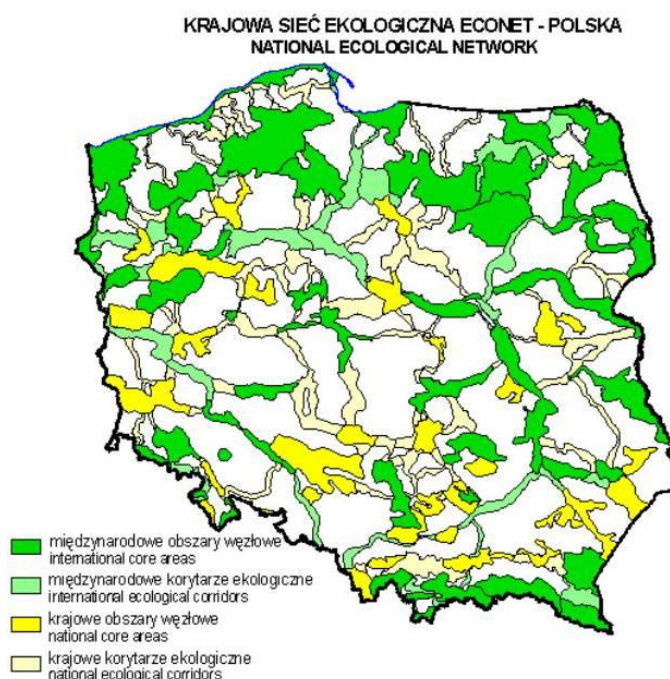 KRAJOWA SIEĆ EKOLOGICZNA ECONET - POLSKA
NATIONAL ECOLOGICAL NETWORK
międzynarodowe obszary węzłowe
international core areas
międzynarodowe korytarze ekologiczne
international ecological corridors
krajowe obszary węzłowe
national core areas
krajowe korytarze ekologiczne
national ecological corridors